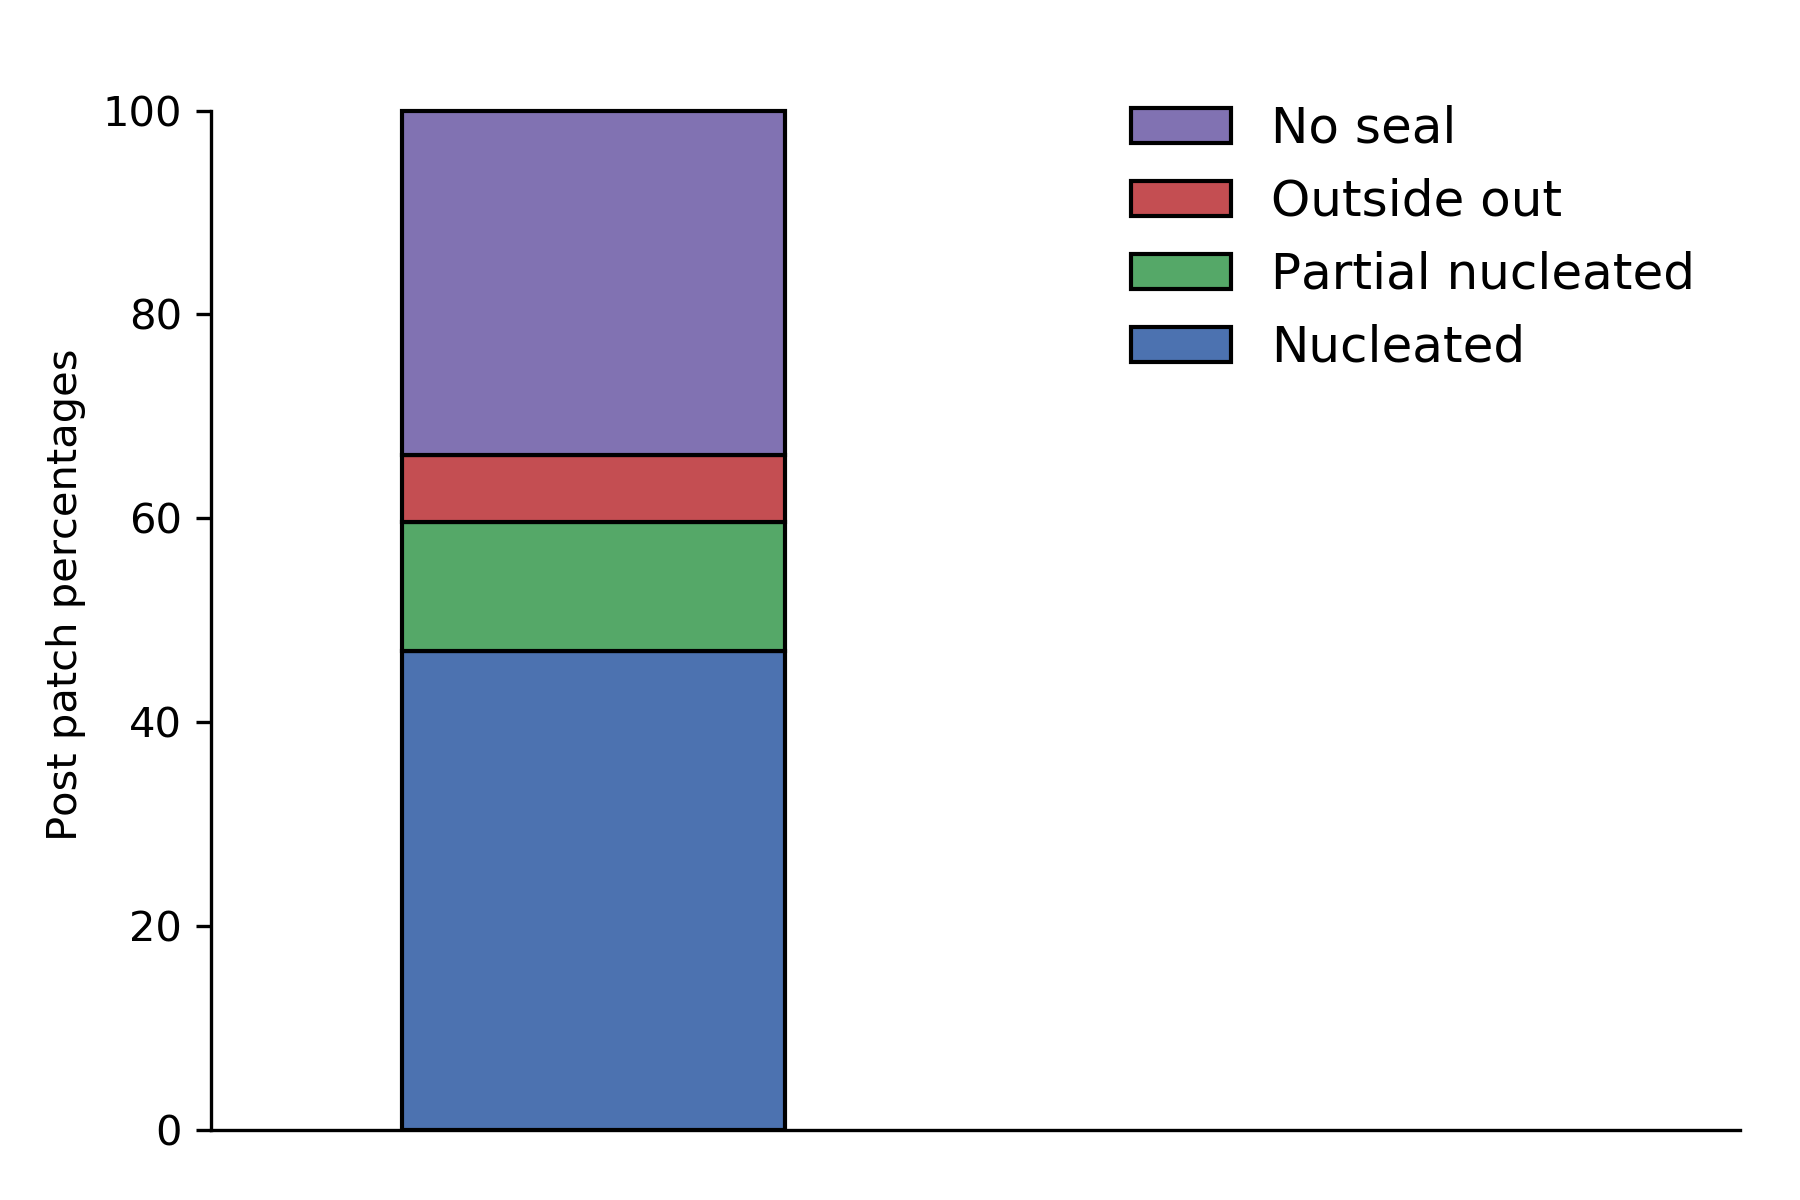 100
80
60
40
20
0
Post patch percentages
No seal
Outside out
Partial nucleated
Nucleated